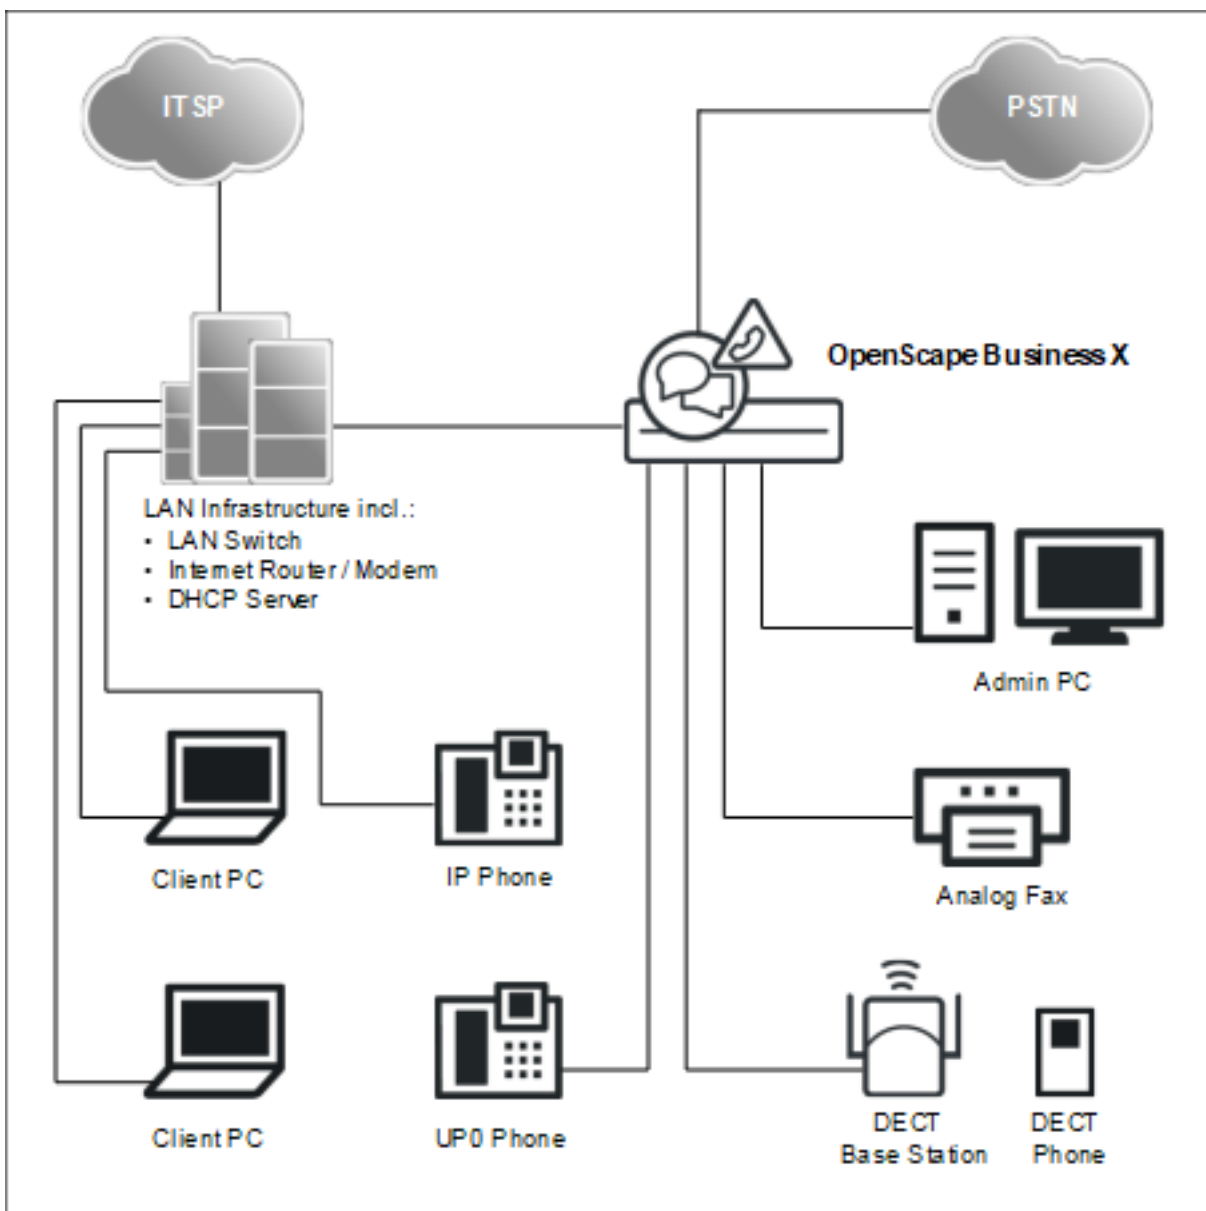 ITSP
PSTN
OpenScape Business X
LAN Infrastructure incl.:
• LAN Switch
• Internet Router / Modem
• DHCP Server
Admin PC
Client PC
IP Phone
Analog Fax
Client PC
UP0 Phone
DECT
Base Station
DECT
Phone